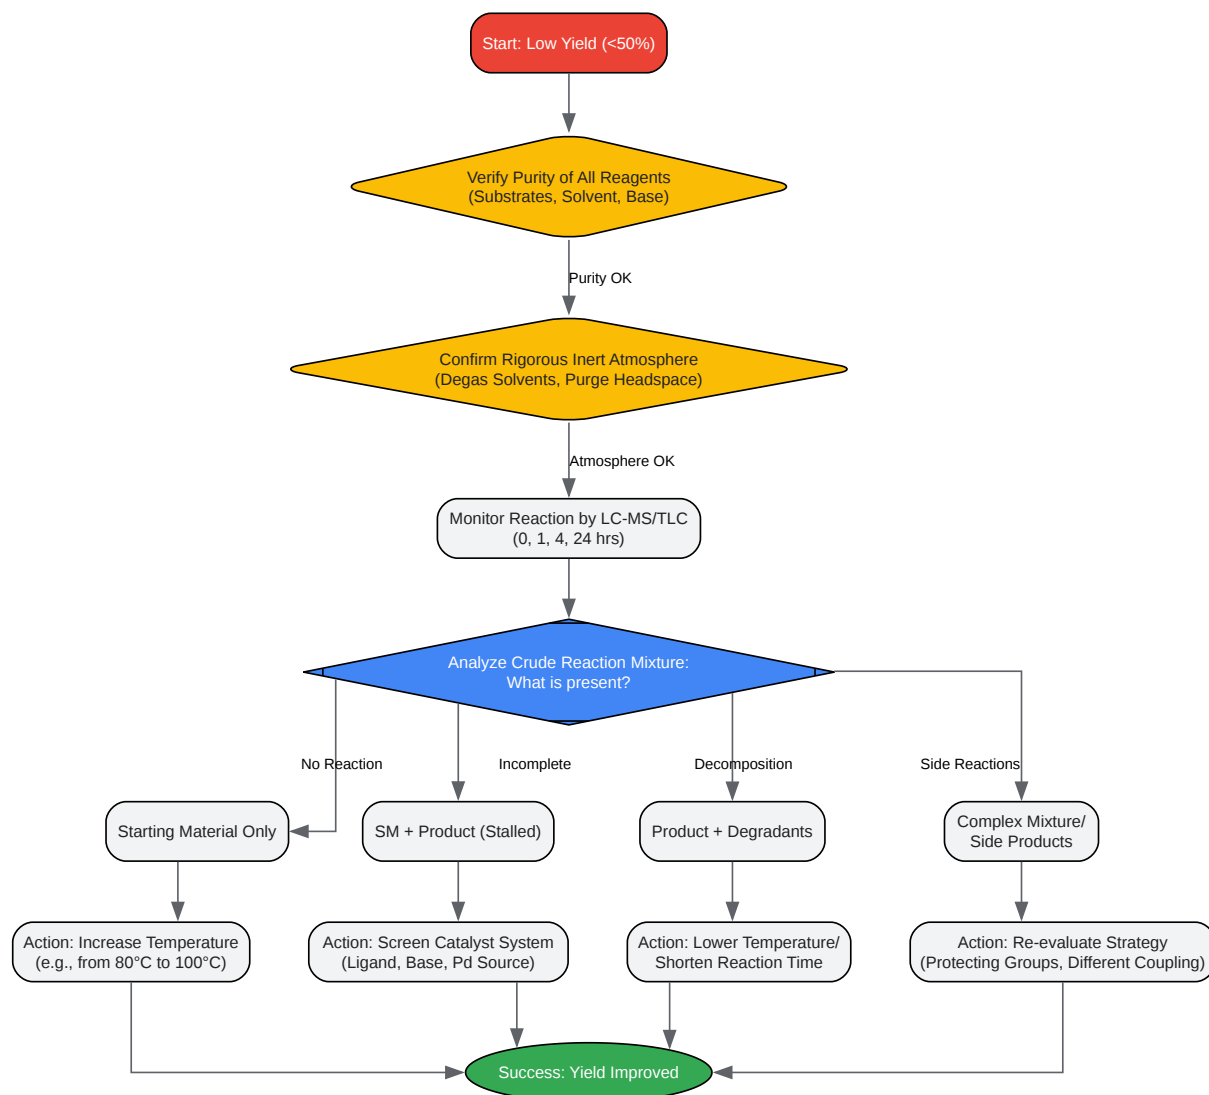 Start: Low Yield (<50%)
Verify Purity of All Reagents
(Substrates, Solvent, Base)
Purity OK
Confirm Rigorous Inert Atmosphere
(Degas Solvents, Purge Headspace)
Atmosphere OK
Monitor Reaction by LC-MS/TLC
(0, 1, 4, 24 hrs)
Analyze Crude Reaction Mixture:
What is present?
No Reaction
Incomplete
Decomposition
Side Reactions
Starting Material Only
SM + Product (Stalled)
Product + Degradants
Complex Mixture/
Side Products
Action: Increase Temperature
(e.g., from 80°C to 100°C)
Action: Screen Catalyst System
(Ligand, Base, Pd Source)
Action: Lower Temperature/
Shorten Reaction Time
Action: Re-evaluate Strategy
(Protecting Groups, Different Coupling)
Success: Yield Improved